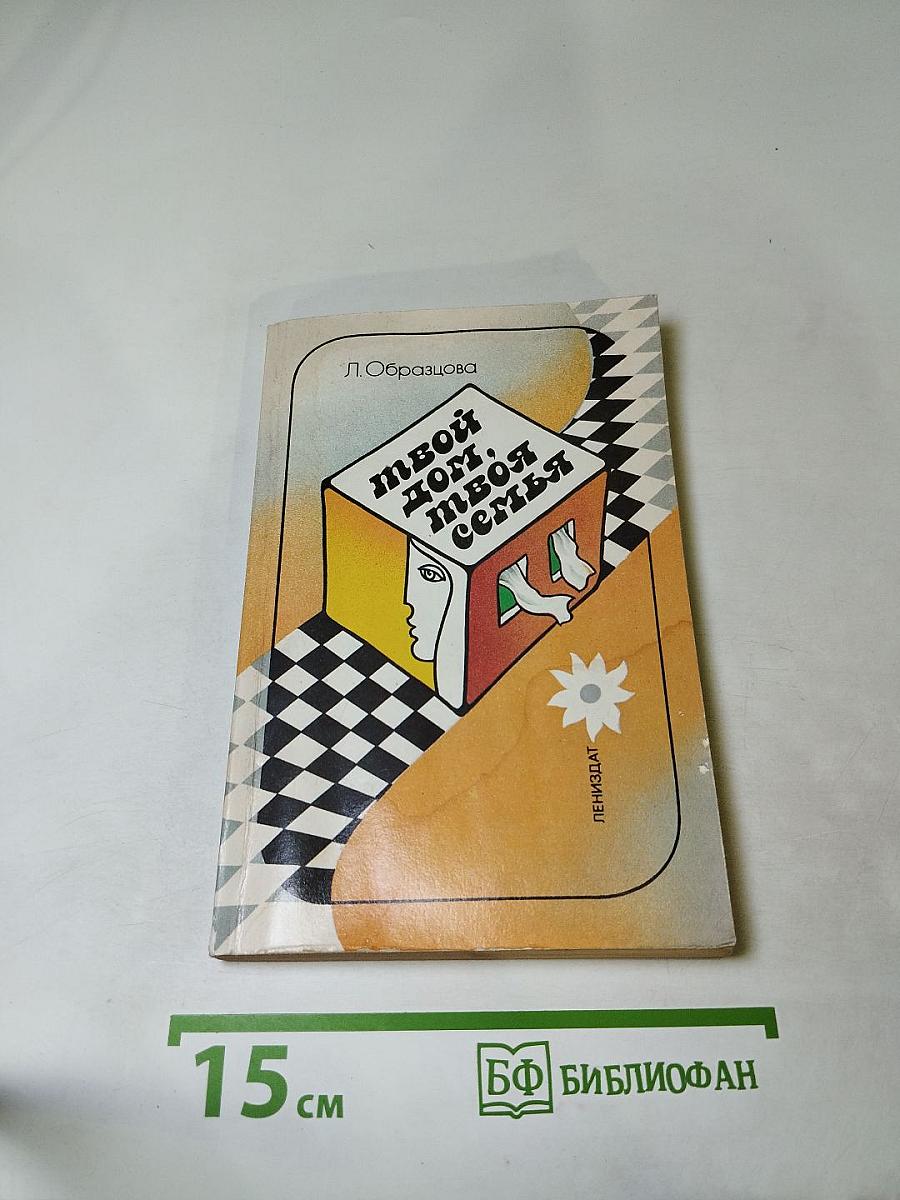 Л. Образцова
твой
дом,
твоя
семья
ЛЕНИЗДАТ
15 см
БФ БИБЛИОФАН